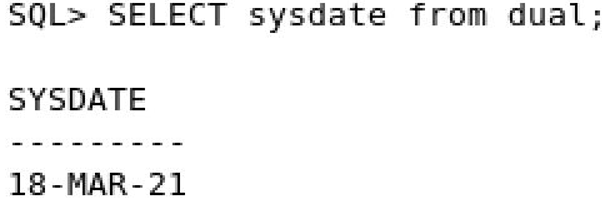 SQL> SELECT sysdate from dual;
SYSDATE
---------
18-MAR-21